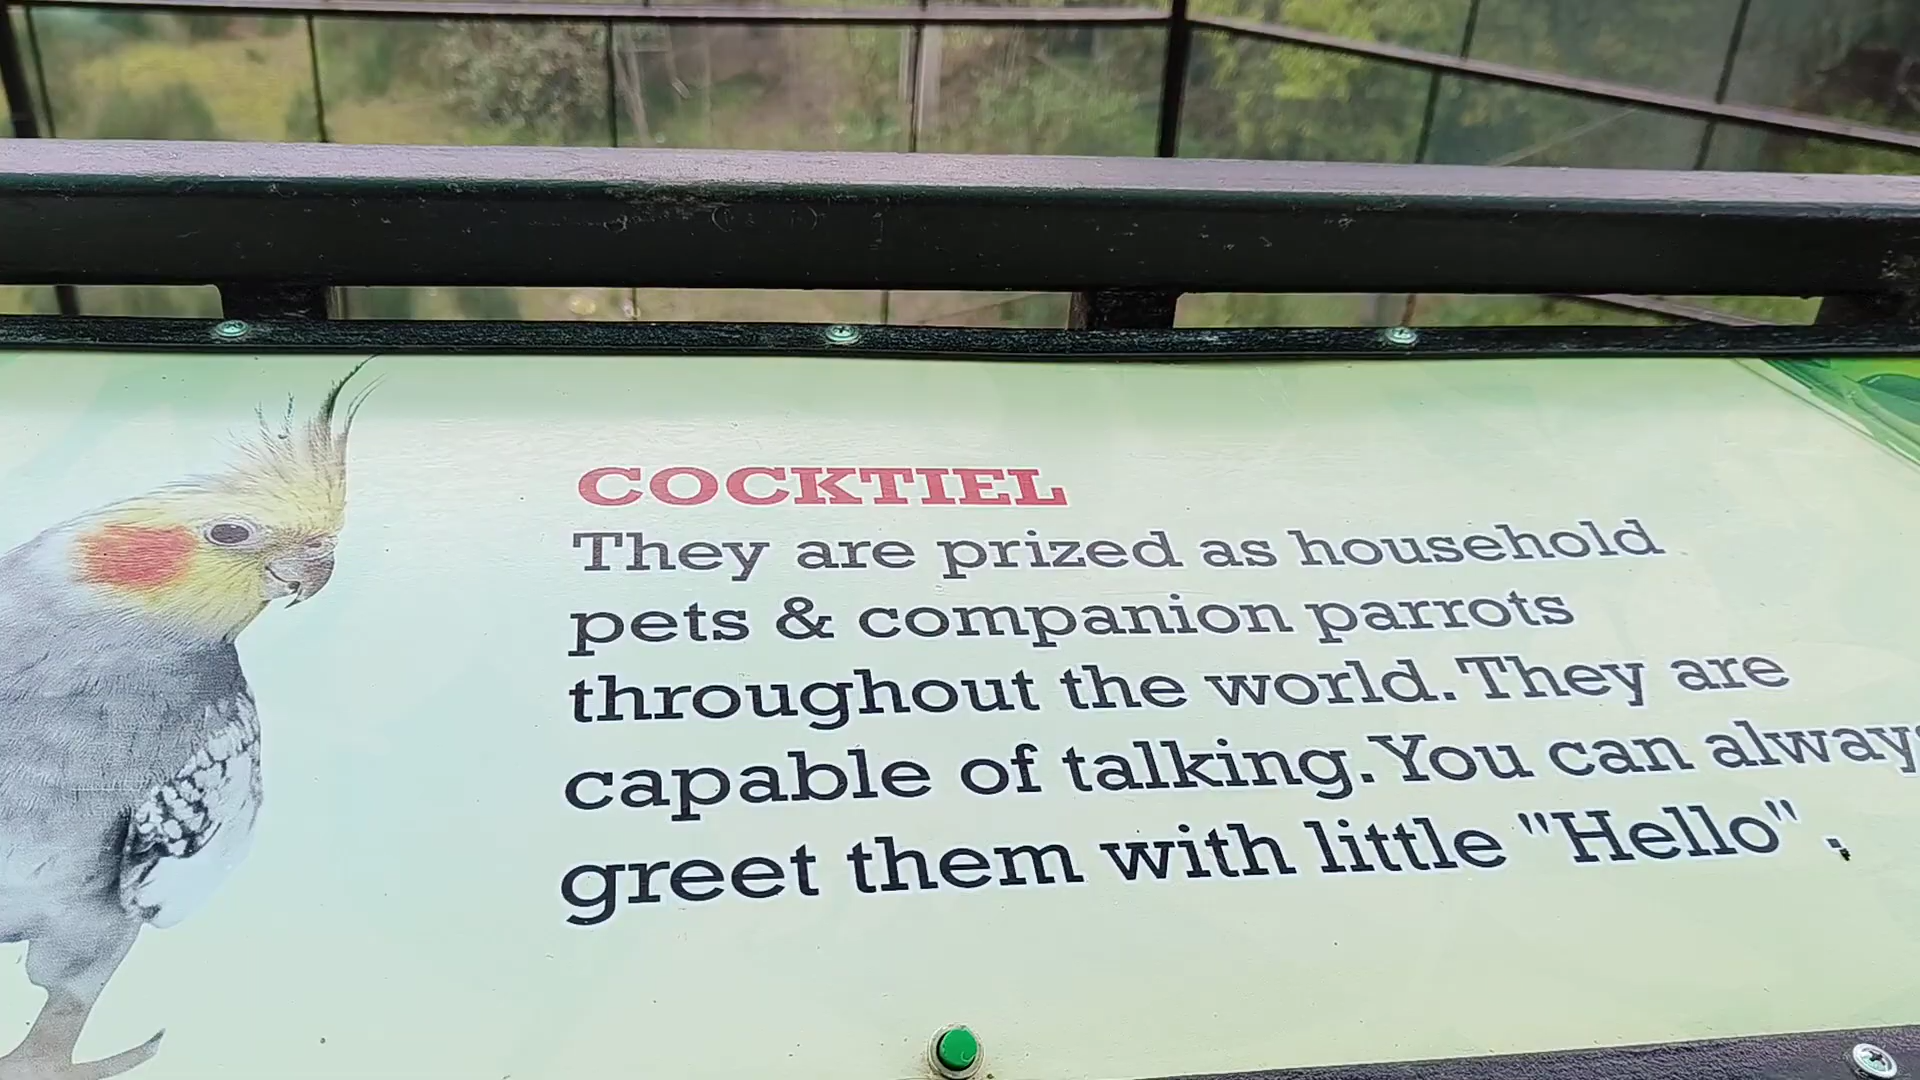 COCKTIEL
They are prized as household
pets & companion parrots
throughout the world. They are
capable of talking. You can always
greet them with little "Hello" .